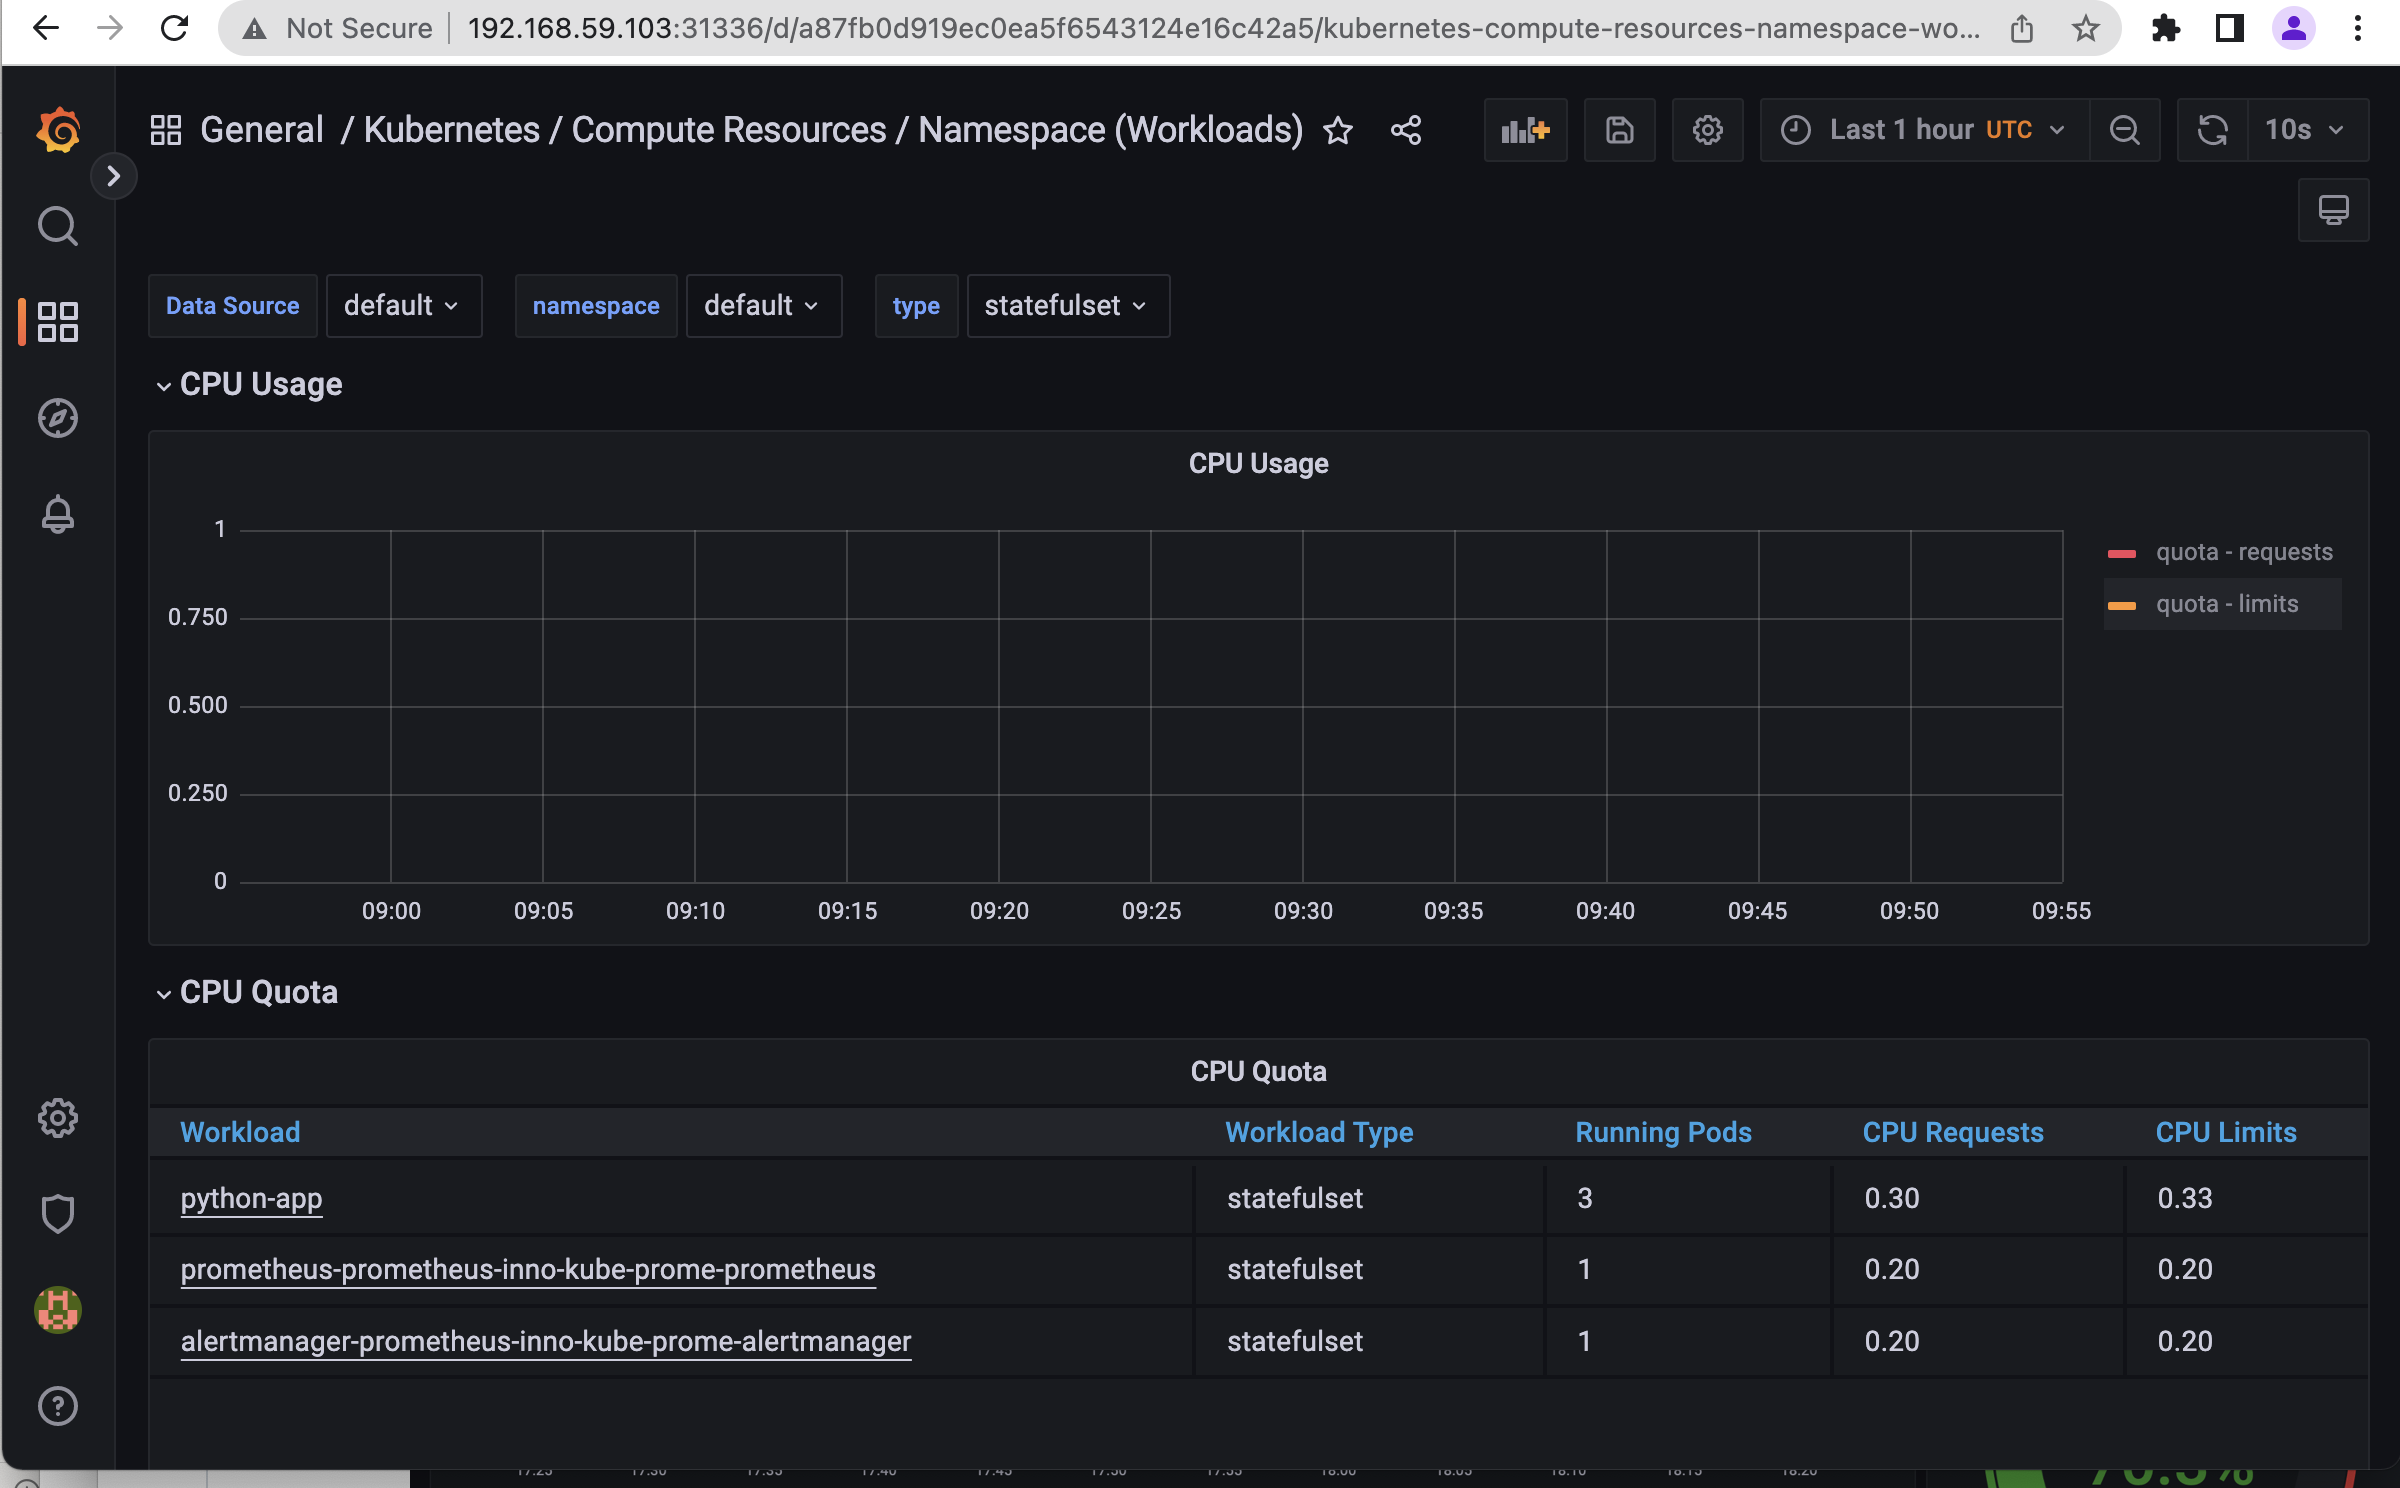 Not Secure 192.168.59.103:31336/d/a87fb0d919ec0ea5f6543124e16c42a5/kubernetes-compute-resources-namespace-wo...
General / Kubernetes / Compute Resources / Namespace (Workloads)
Last 1 hour UTC
10s
Data Source default namespace default type statefulset
CPU Usage
CPU Usage
1
0.750
0.500
0.250
0
09:00 09:05 09:10 09:15 09:20 09:25 09:30 09:35 09:40 09:45 09:50 09:55
quota - requests
quota - limits
CPU Quota
CPU Quota
Workload Workload Type Running Pods CPU Requests CPU Limits
python-app statefulset 3 0.30 0.33
prometheus-prometheus-inno-kube-prome-prometheus statefulset 1 0.20 0.20
alertmanager-prometheus-inno-kube-prome-alertmanager statefulset 1 0.20 0.20